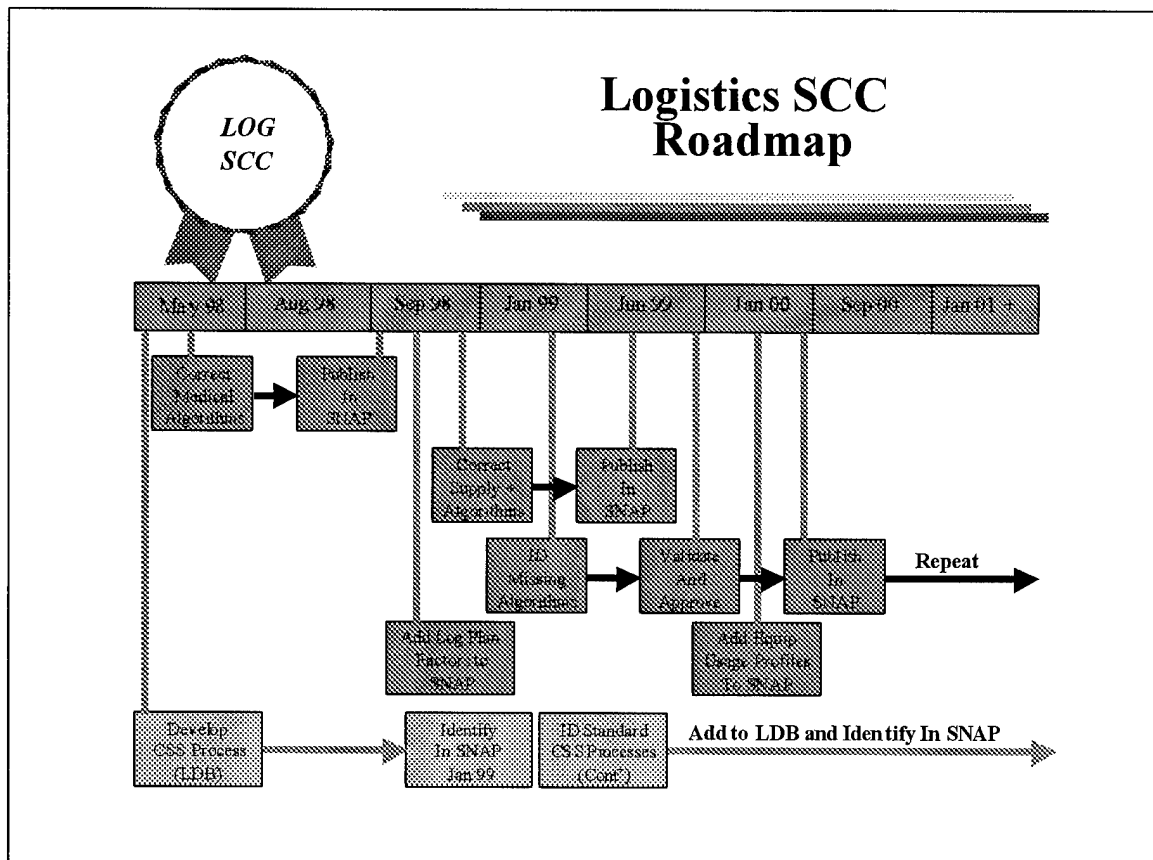 LOG
SCC
Logistics SCC
Roadmap
May 98
Aug 98
Sep 98
Jan 99
Jun 99
Jan 00
Sep 00
Jan 01 +
Correct
Medical
Algorithms
Publish
In
SNAP
Correct
Supply +
Algorithms
Publish
In
SNAP
ID
Missing
Algorithms
Validate
And
Approve
Publish
In
SNAP
Repeat
Add Log Plan
Factors to
SNAP
Add Equip
Usage Profiles
To SNAP
Develop
CSS Process
(LDB)
Identify
In SNAP
Jan 99
ID Standard
CSS Processes
(Con't)
Add to LDB and Identify In SNAP